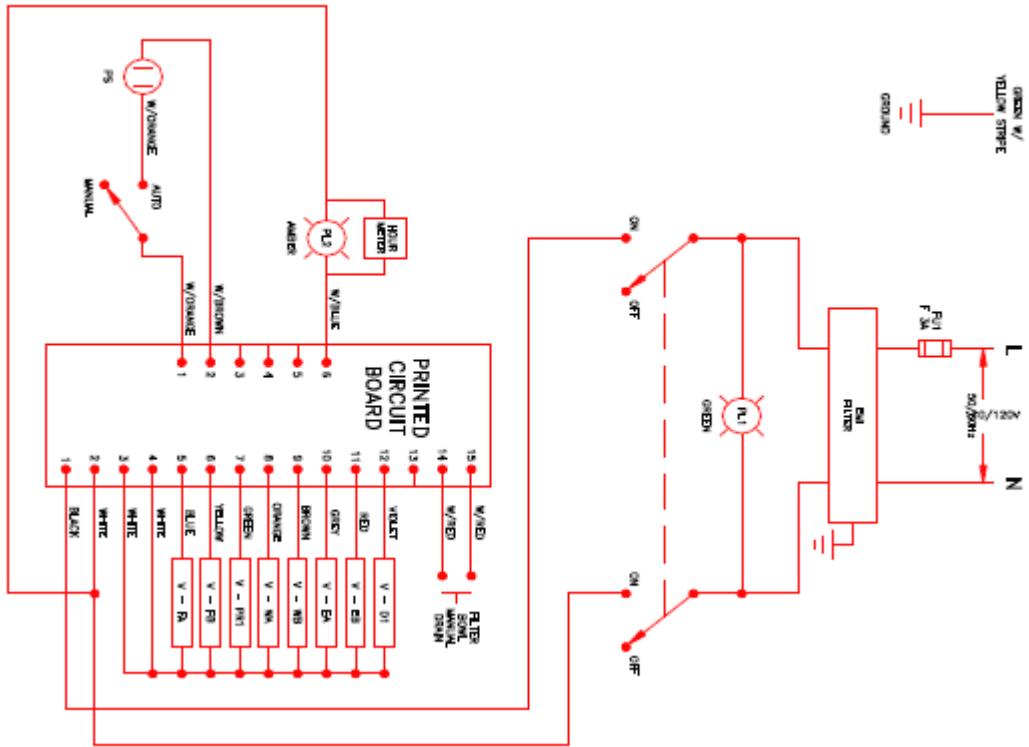 GREEN W/
YELLOW STRIPE
GROUND
L
N
FU1
F 3A
50/60Hz
EMI
FILTER
PL1
GREEN
ON
OFF
ON
OFF
HOUR
METER
PL2
AMBER
W/BLUE
PS
W/ORANGE
AUTO
MANUAL
W/ORANGE
W/BROWN
PRINTED
CIRCUIT
BOARD
1
2
3
4
5
6
1
2
3
4
5
6
7
8
9
10
11
12
13
14
15
BLACK
WHITE
WHITE
WHITE
BLUE
YELLOW
GREEN
ORANGE
BROWN
GREY
RED
VIOLET
W/RED
W/RED
V - FA
V - FB
V - PR1
V - WA
V - WB
V - EA
V - EB
V - D1
FILTER
BOWL
MANUAL
DRAIN